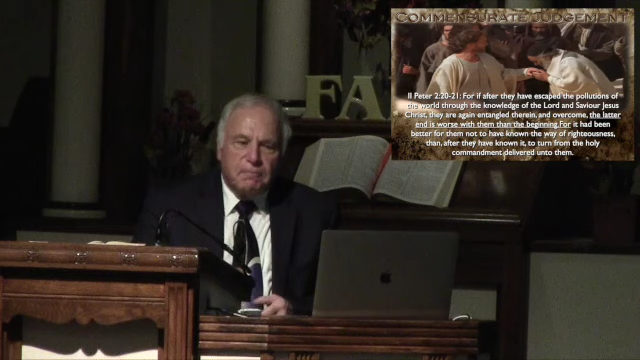 COMMENSURATE JUDGEMENT
II Peter 2:20-21: For if after they have escaped the pollutions of
the world through the knowledge of the Lord and Saviour Jesus
Christ, they are again entangled therein, and overcome, the latter
end is worse with them than the beginning.For it had been
better for them not to have known the way of righteousness,
than, after they have known it, to turn from the holy
commandment delivered unto them.
FA